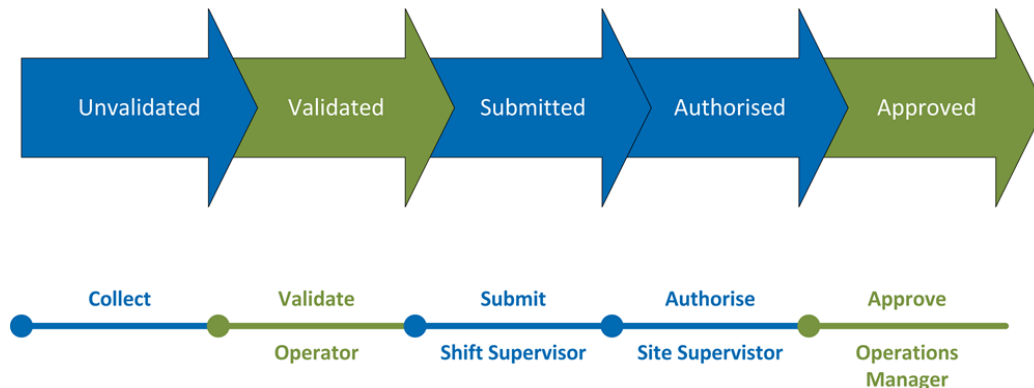 Unvalidated Validated Submitted Authorised Approved
Collect Validate Submit Authorise Approve
Operator Shift Supervisor Site Supervistor Operations
Manager